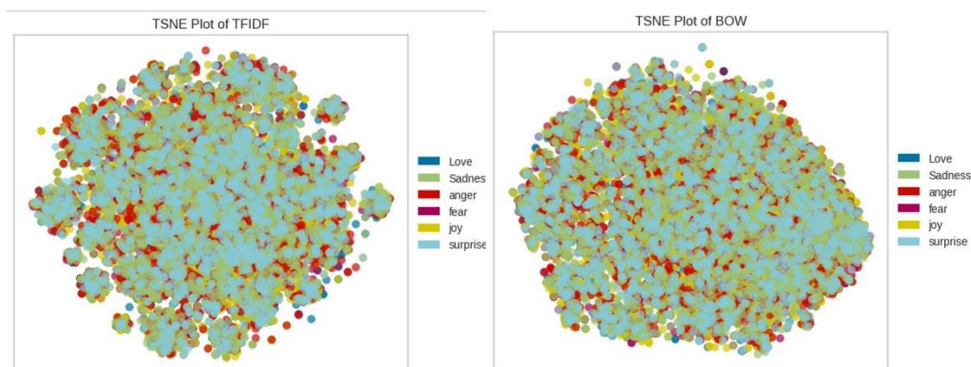 TSNE Plot of TFIDF
Love
Sadnes
anger
fear
joy
surprise
TSNE Plot of BOW
Love
Sadness
anger
fear
joy
surprise